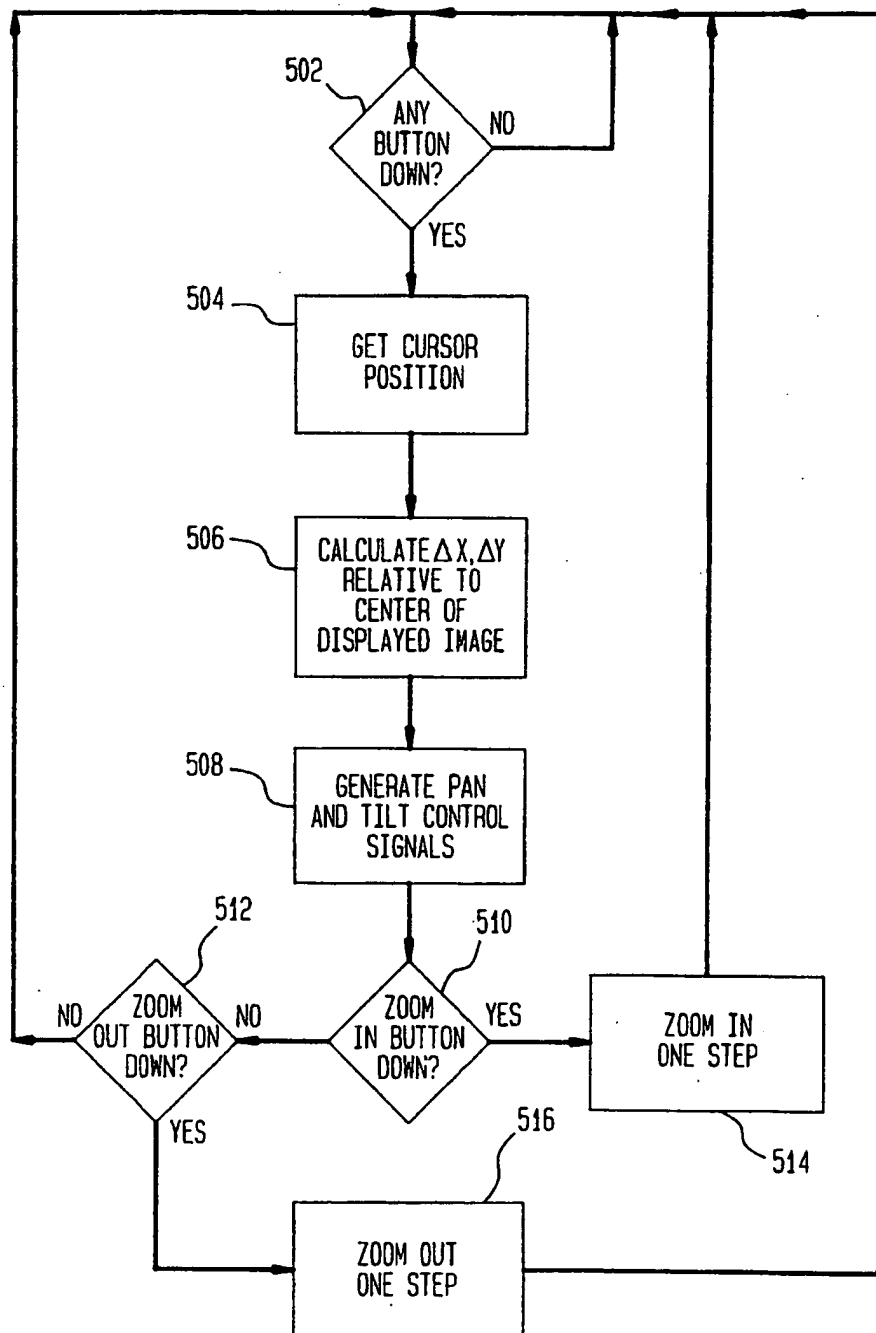 502
ANY
BUTTON
DOWN?
NO
YES
504
GET CURSOR
POSITION
506
CALCULATE ΔX, ΔY
RELATIVE TO
CENTER OF
DISPLAYED IMAGE
508
GENERATE PAN
AND TILT CONTROL
SIGNALS
512
510
NO
ZOOM
OUT BUTTON
DOWN?
NO
ZOOM
IN BUTTON
DOWN?
YES
ZOOM IN
ONE STEP
YES
516
514
ZOOM OUT
ONE STEP